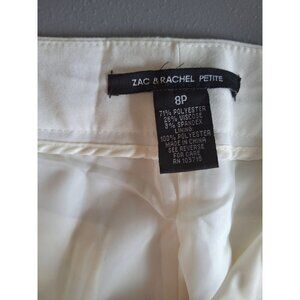 ZAC & RACHEL PETITE
8P
71% POLYESTER
26% VISCOSE
3% SPANDEX
LINING:
100% POLYESTER
MADE IN CHINA
SEE REVERSE
FOR CARE
RN 103715